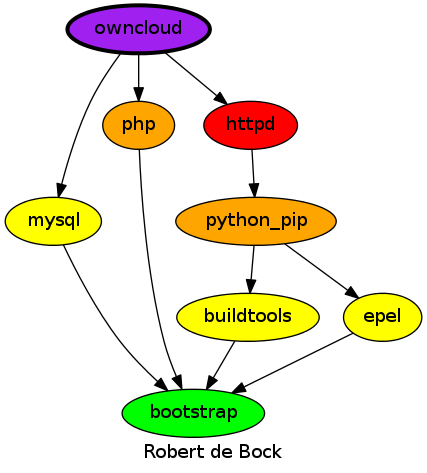 owncloud
php
httpd
mysql
python_pip
buildtools
epel
bootstrap
Robert de Bock